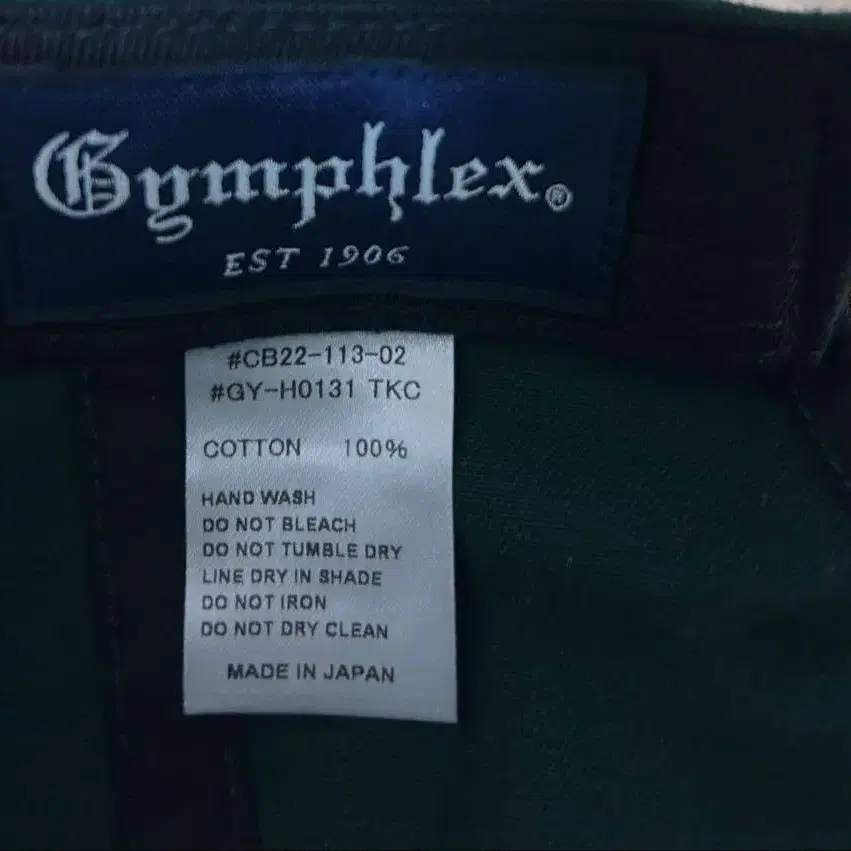 Gymphlex®
EST 1906
#CB22-113-02
#GY-H0131 TKC
COTTON 100%
HAND WASH
DO NOT BLEACH
DO NOT TUMBLE DRY
LINE DRY IN SHADE
DO NOT IRON
DO NOT DRY CLEAN
MADE IN JAPAN